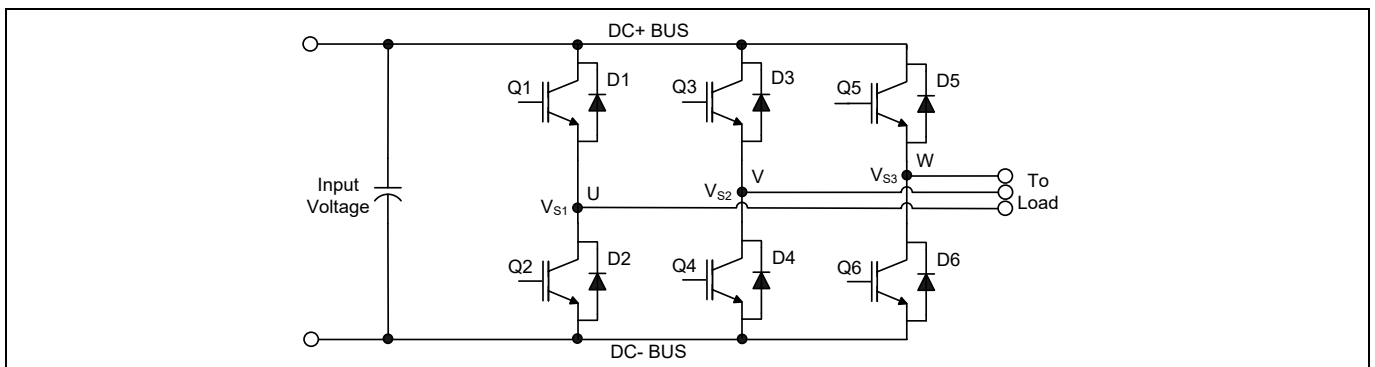 DC+ BUS
Q1
D1
Q3
D3
Q5
D5
Input
Voltage
VS1
U
VS2
V
VS3
W
To
Load
Q2
D2
Q4
D4
Q6
D6
DC- BUS